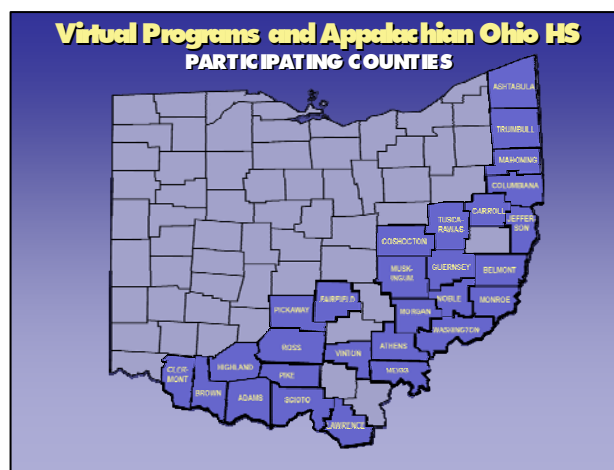 Virtual Programs and Appalachian Ohio HS
PARTICIPATING COUNTIES
ASHTABULA
TRUMBULL
MAHONING
COLUMBIANA
CARROLL
JEFFER-
SON
TUSCA-
RAWAS
COSHOCTON
GUERNSEY
BELMONT
MUSK-
INGUM
FAIRFIELD
NOBLE
MONROE
PICKAWAY
MORGAN
WASHINGTON
ROSS
VINTON
ATHENS
HIGHLAND
CLER-
MONT
PIKE
MEIGS
BROWN
ADAMS
SCIOTO
LAWRENCE